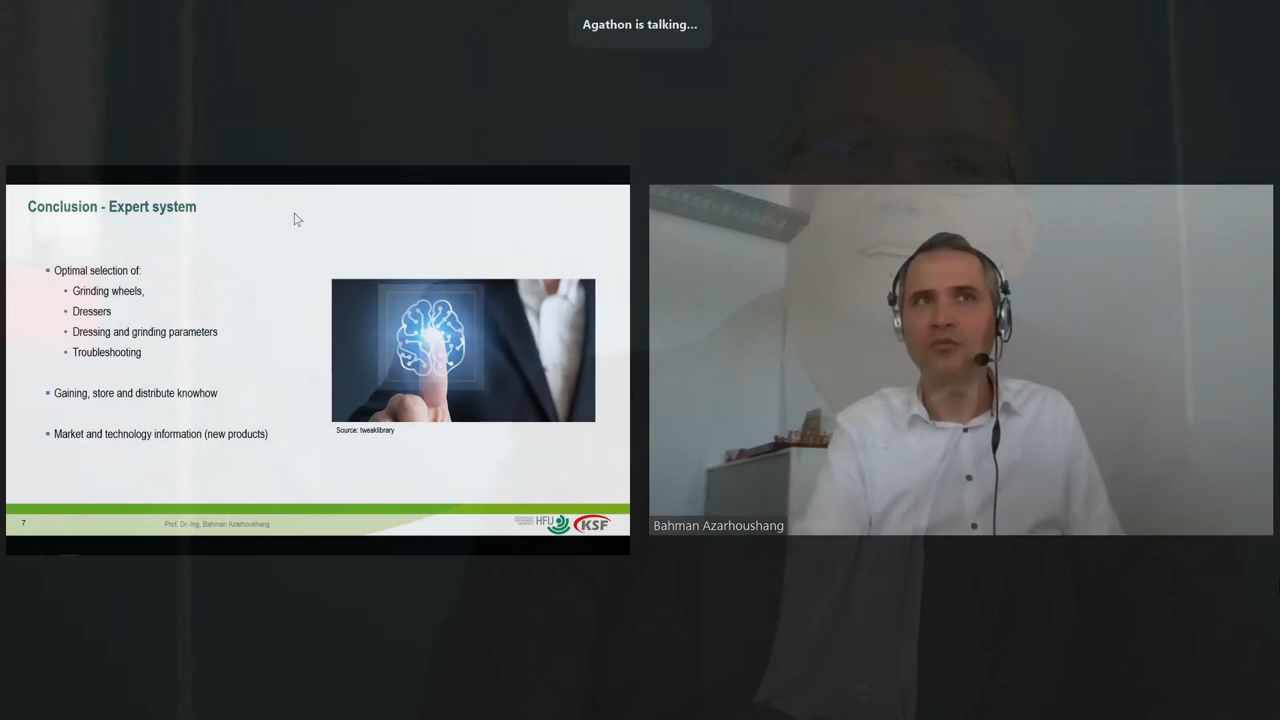 Agathon is talking...
Conclusion - Expert system
Optimal selection of:
Grinding wheels,
Dressers
Dressing and grinding parameters
Troubleshooting
Gaining, store and distribute knowhow
Market and technology information (new products)
Source: tweaklibrary
7
Prof. Dr.-Ing. Bahman Azarhoushang
HFU
KSF
Bahman Azarhoushang